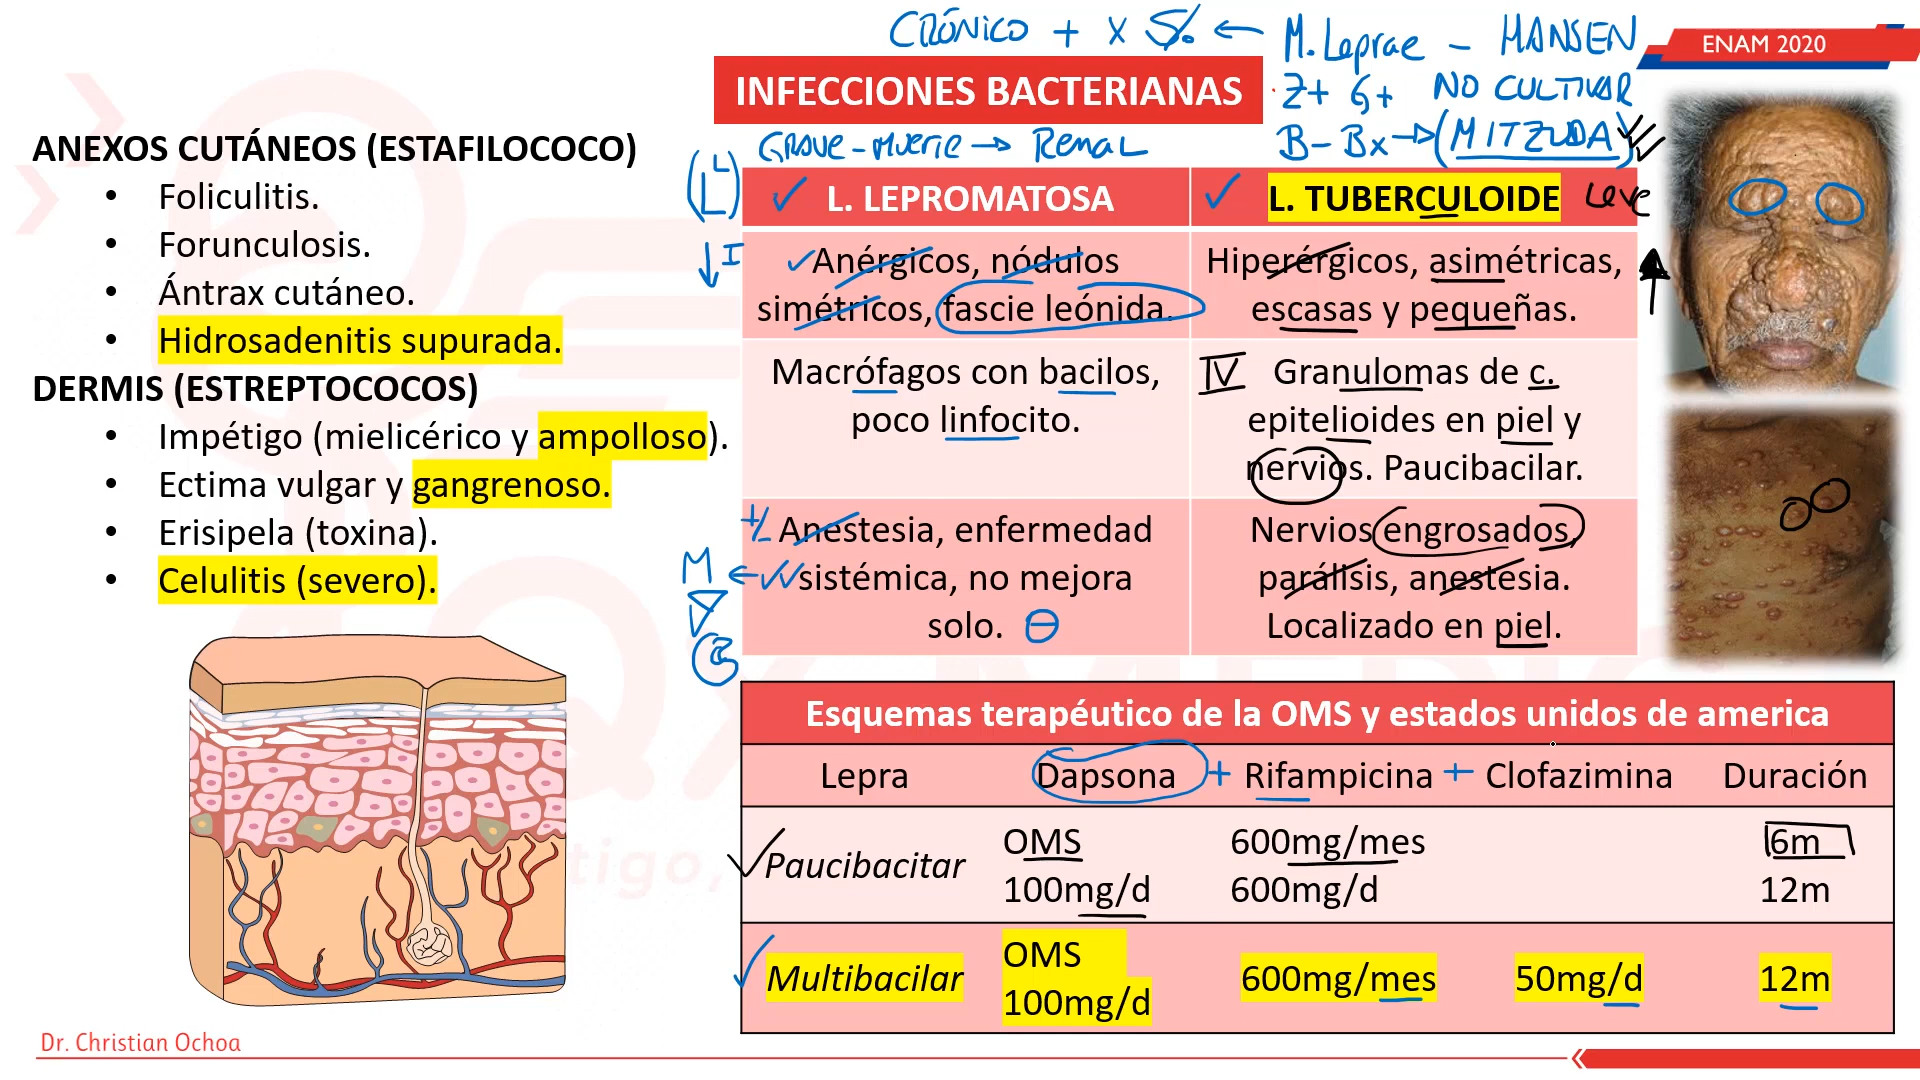 CRÓNICO + x S/. ← M. Leprae - HANSEN
ENAM 2020
INFECCIONES BACTERIANAS
Z+ G+ NO CULTIVAR
GRAVE - MUERTE → RENAL
B - Bx → (MITZUDA)
ANEXOS CUTÁNEOS (ESTAFILOCOCO)
• Foliculitis.
• Forunculosis.
• Ántrax cutáneo.
• Hidrosadenitis supurada.
DERMIS (ESTREPTOCOCOS)
• Impétigo (mielicérico y ampolloso).
• Ectima vulgar y gangrenoso.
• Erisipela (toxina).
• Celulitis (severo).
(LL)
L. LEPROMATOSA
L. TUBERCULOIDE
Leve
↓I
Anérgicos, nódulos
simétricos, fascie leónida.
Hiperérgicos, asimétricas,
escasas y pequeñas.
Macrófagos con bacilos,
poco linfocito.
IV
Granulomas de c.
epitelioides en piel y
nervios. Paucibacilar.
+/-
Anestesia, enfermedad
sistémica, no mejora
solo.
M ←
Nervios engrosados,
parálisis, anestesia.
Localizado en piel.
Esquemas terapéutico de la OMS y estados unidos de america
Lepra Dapsona + Rifampicina + Clofazimina Duración
Paucibacitar
OMS 600mg/mes 6m
100mg/d 600mg/d 12m
Multibacilar
OMS
100mg/d
600mg/mes 50mg/d 12m
Dr. Christian Ochoa